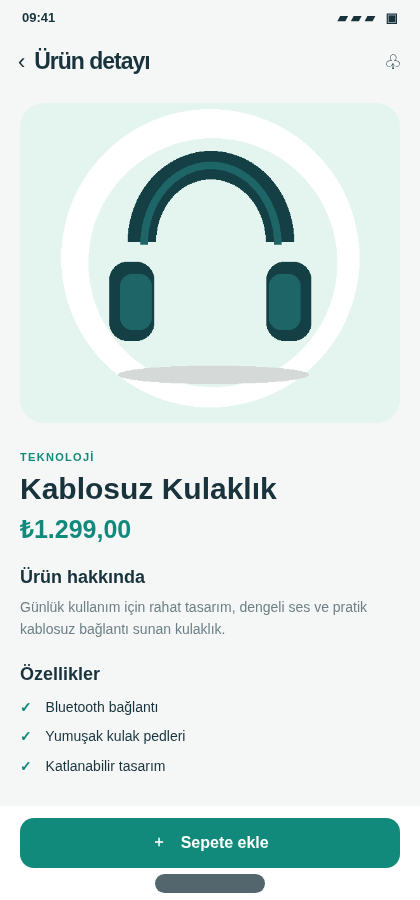 09:41
‹ Ürün detayı
TEKNOLOJİ
Kablosuz Kulaklık
₺1.299,00
Ürün hakkında
Günlük kullanım için rahat tasarım, dengeli ses ve pratik
kablosuz bağlantı sunan kulaklık.
Özellikler
✓ Bluetooth bağlantı
✓ Yumuşak kulak pedleri
✓ Katlanabilir tasarım
+ Sepete ekle